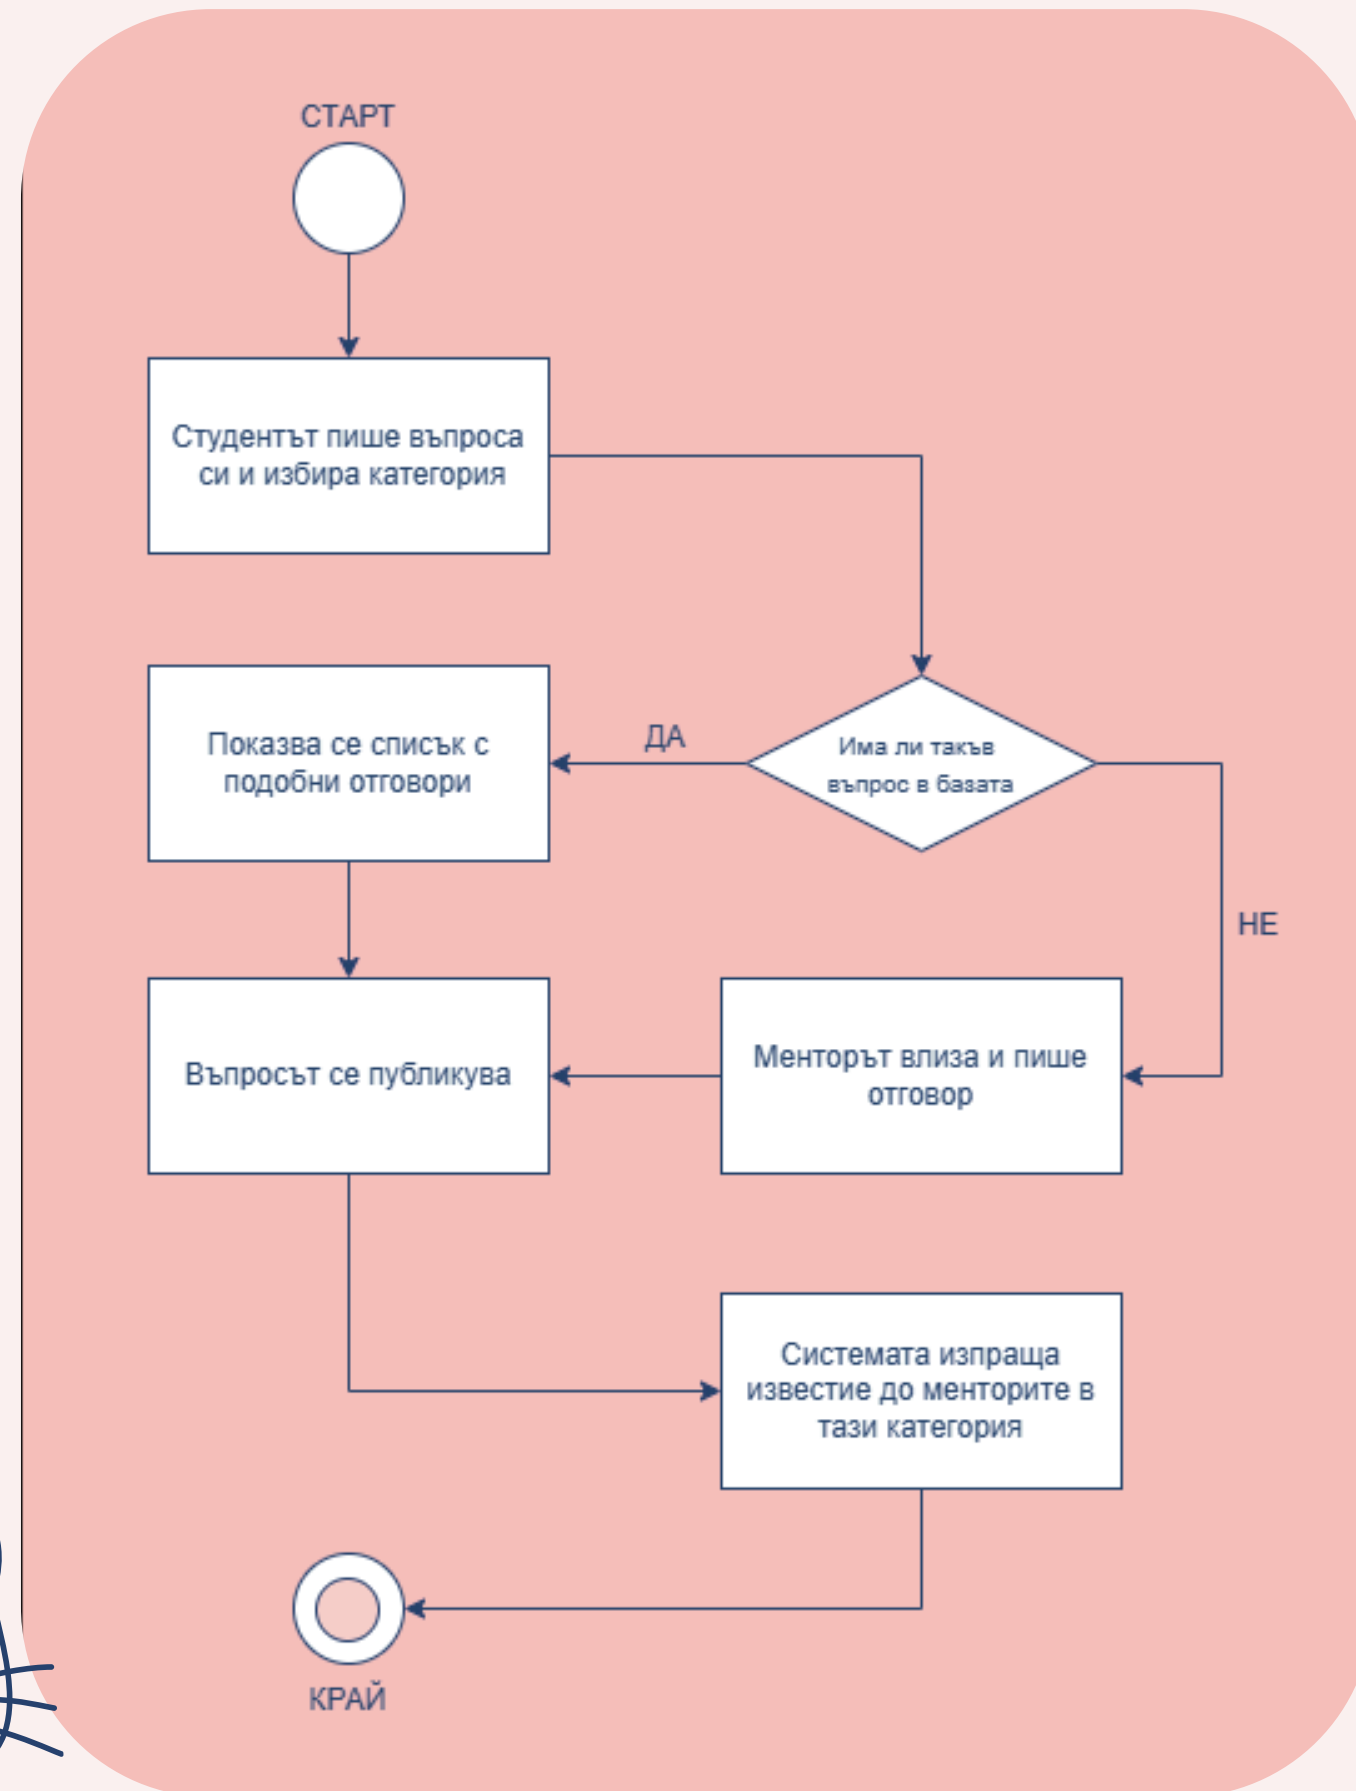 СТАРТ
Студентът пише въпроса
си и избира категория
Показва се списък с
подобни отговори
ДА
Има ли такъв
въпрос в базата
НЕ
Въпросът се публикува
Менторът влиза и пише
отговор
Системата изпраща
известие до менторите в
тази категория
КРАЙ